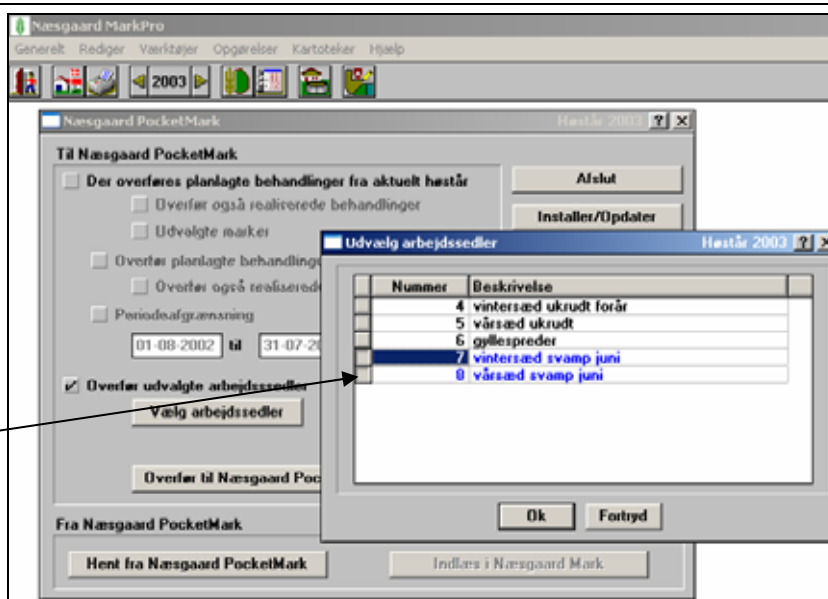 Næsgaard MarkPro
Generelt Rediger Værktøjer Opgørelser Kartoteker Hjælp
2003
Næsgaard PocketMark Høstår 2003
Til Næsgaard PocketMark
Der overføres planlagte behandlinger fra aktuelt høstår
Overfør også realiserede behandlinger
Udvalgte marker
Overfør planlagte behandlinge
Overfør også realiserede
Periodeafgrænsning
01-08-2002 til 31-07-20
Overfør udvalgte arbejdsssedler
Vælg arbejdssedler
Overfør til Næsgaard Poc
Fra Næsgaard PocketMark
Hent fra Næsgaard PocketMark
Indlæs i Næsgaard Mark
Afslut
Installer/Opdater
Udvælg arbejdssedler Høstår 2003
Nummer Beskrivelse
4 vintersæd ukrudt forår
5 vårsæd ukrudt
6 gyllespreder
7 vintersæd svamp juni
8 vårsæd svamp juni
Ok Fortryd